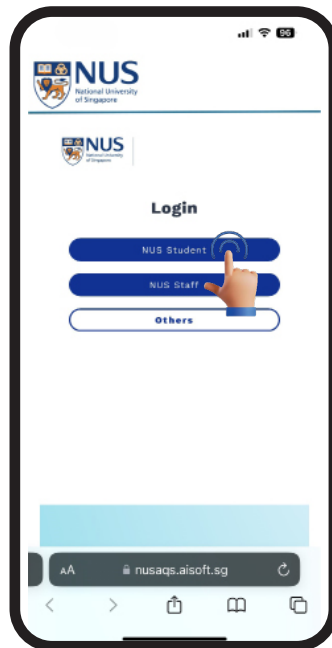 96
NUS
National University
of Singapore
NUS
National University
of Singapore
Login
NUS Student
NUS Staff
Others
AA
nusaqs.aisoft.sg